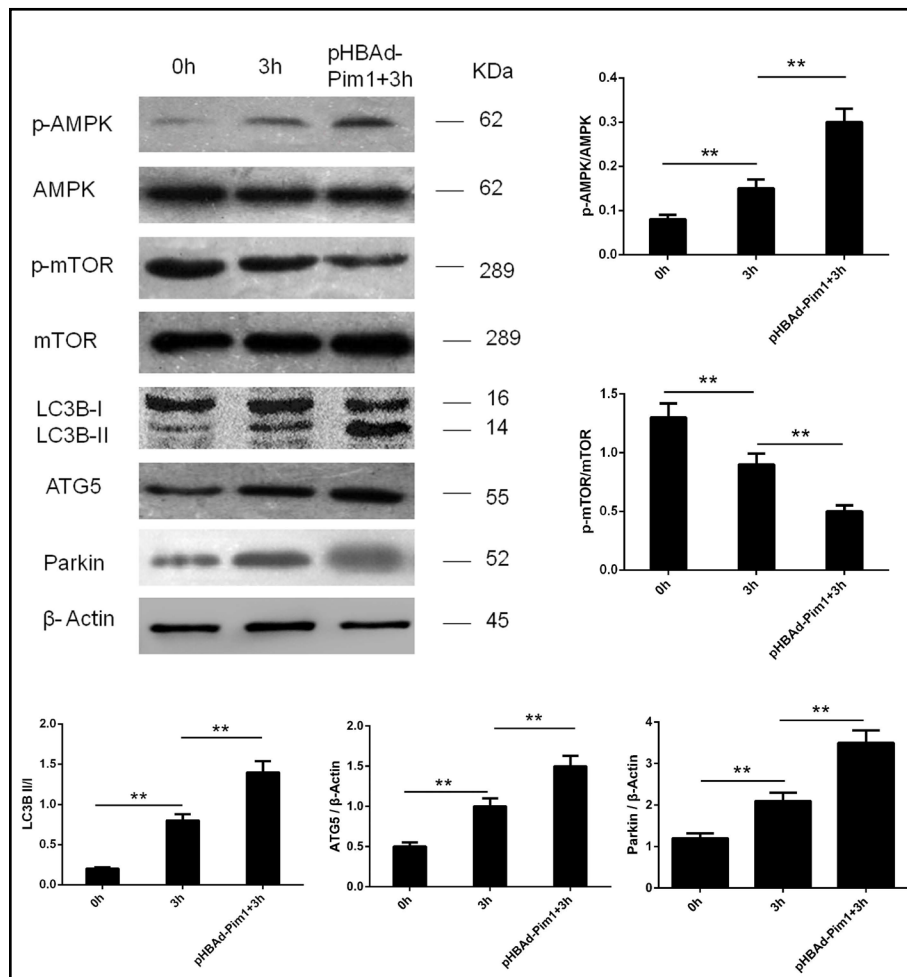 0h 3h pHBAd-
Pim1+3h KDa
p-AMPK 62
AMPK 62
p-mTOR 289
mTOR 289
LC3B-I 16
LC3B-II 14
ATG5 55
Parkin 52
β- Actin 45
p-AMPK/AMPK
0.4
0.3
0.2
0.1
0.0
**
**
0h 3h pHBAd-Pim1+3h
p-mTOR/mTOR
1.5
1.0
0.5
0.0
**
**
0h 3h pHBAd-Pim1+3h
LC3B II/I
2.0
1.5
1.0
0.5
0.0
**
**
0h 3h pHBAd-Pim1+3h
ATG5 / β-Actin
2.0
1.5
1.0
0.5
0.0
**
**
0h 3h pHBAd-Pim1+3h
Parkin / β-Actin
4
3
2
1
0
**
**
0h 3h pHBAd-Pim1+3h